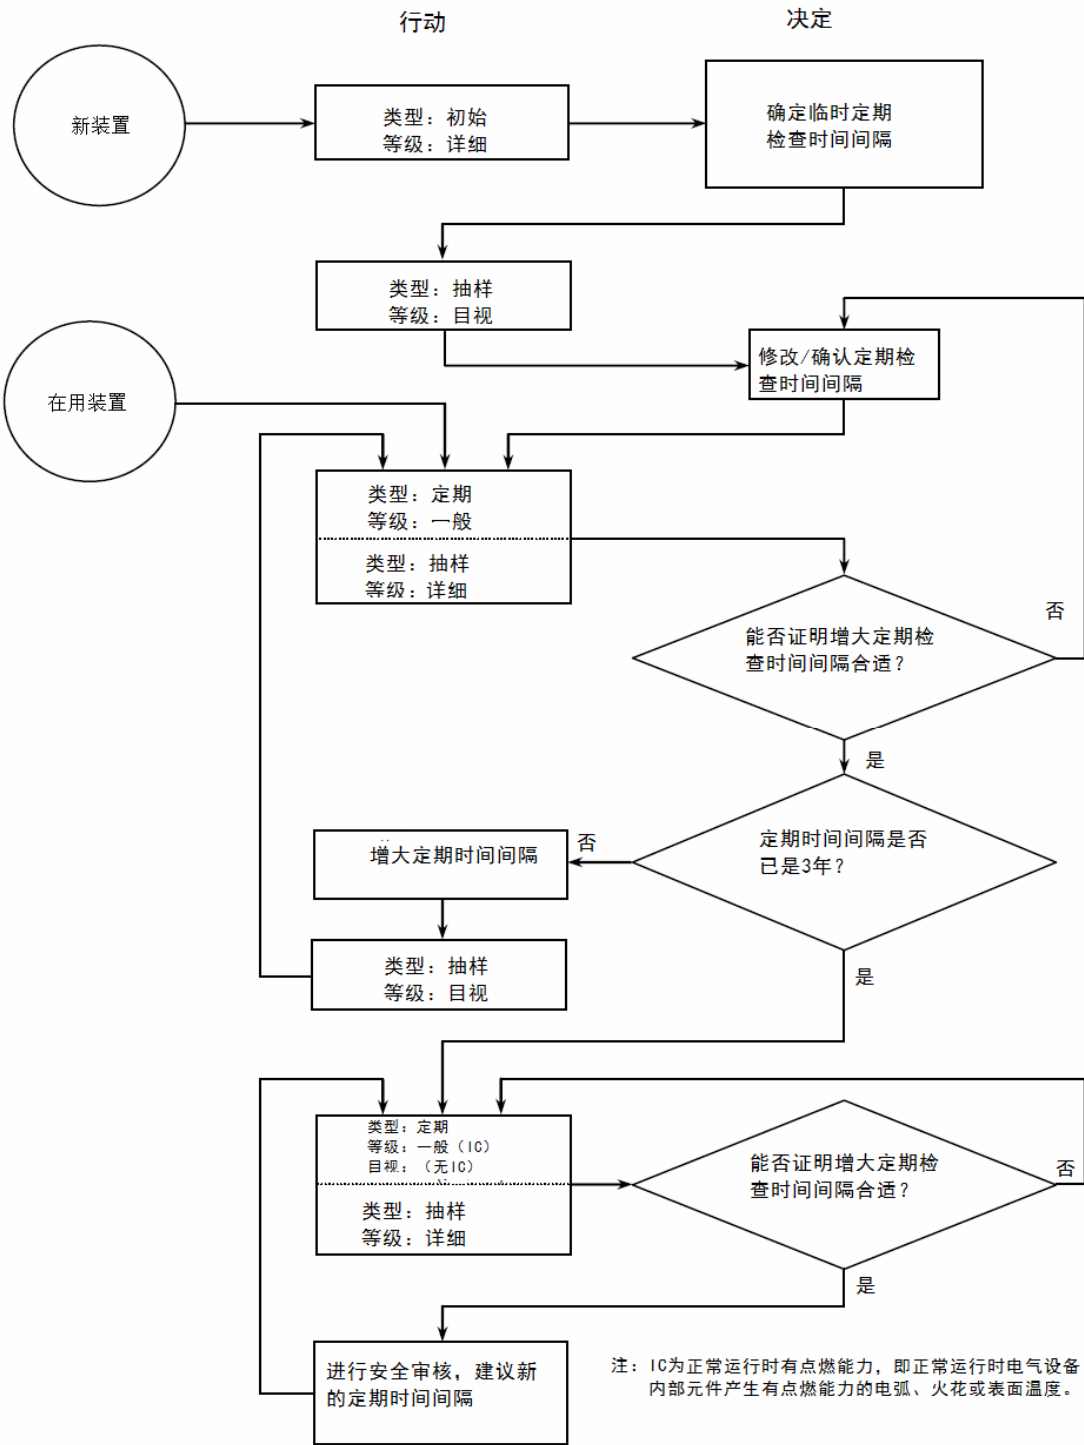 行动
决定
新装置
类型：初始
等级：详细
确定临时定期
检查时间间隔
类型：抽样
等级：目视
修改/确认定期检
查时间间隔
在用装置
类型：定期
等级：一般
类型：抽样
等级：详细
能否证明增大定期检
查时间间隔合适？
否
是
定期时间间隔是否
已是3年？
否
增大定期时间间隔
类型：抽样
等级：目视
是
类型：定期
等级：一般（IC）
目视：（无IC）
类型：抽样
等级：详细
能否证明增大定期检
查时间间隔合适？
否
是
进行安全审核，建议新
的定期时间间隔
注：IC为正常运行时有点燃能力，即正常运行时电气设备
内部元件产生有点燃能力的电弧、火花或表面温度。